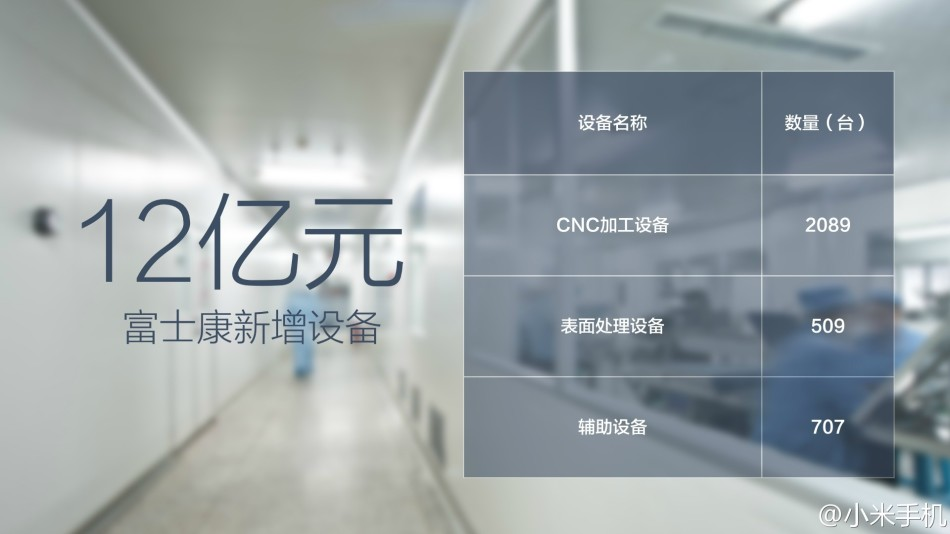 12亿元
富士康新增设备
设备名称 数量（台）
CNC加工设备 2089
表面处理设备 509
辅助设备 707
@小米手机